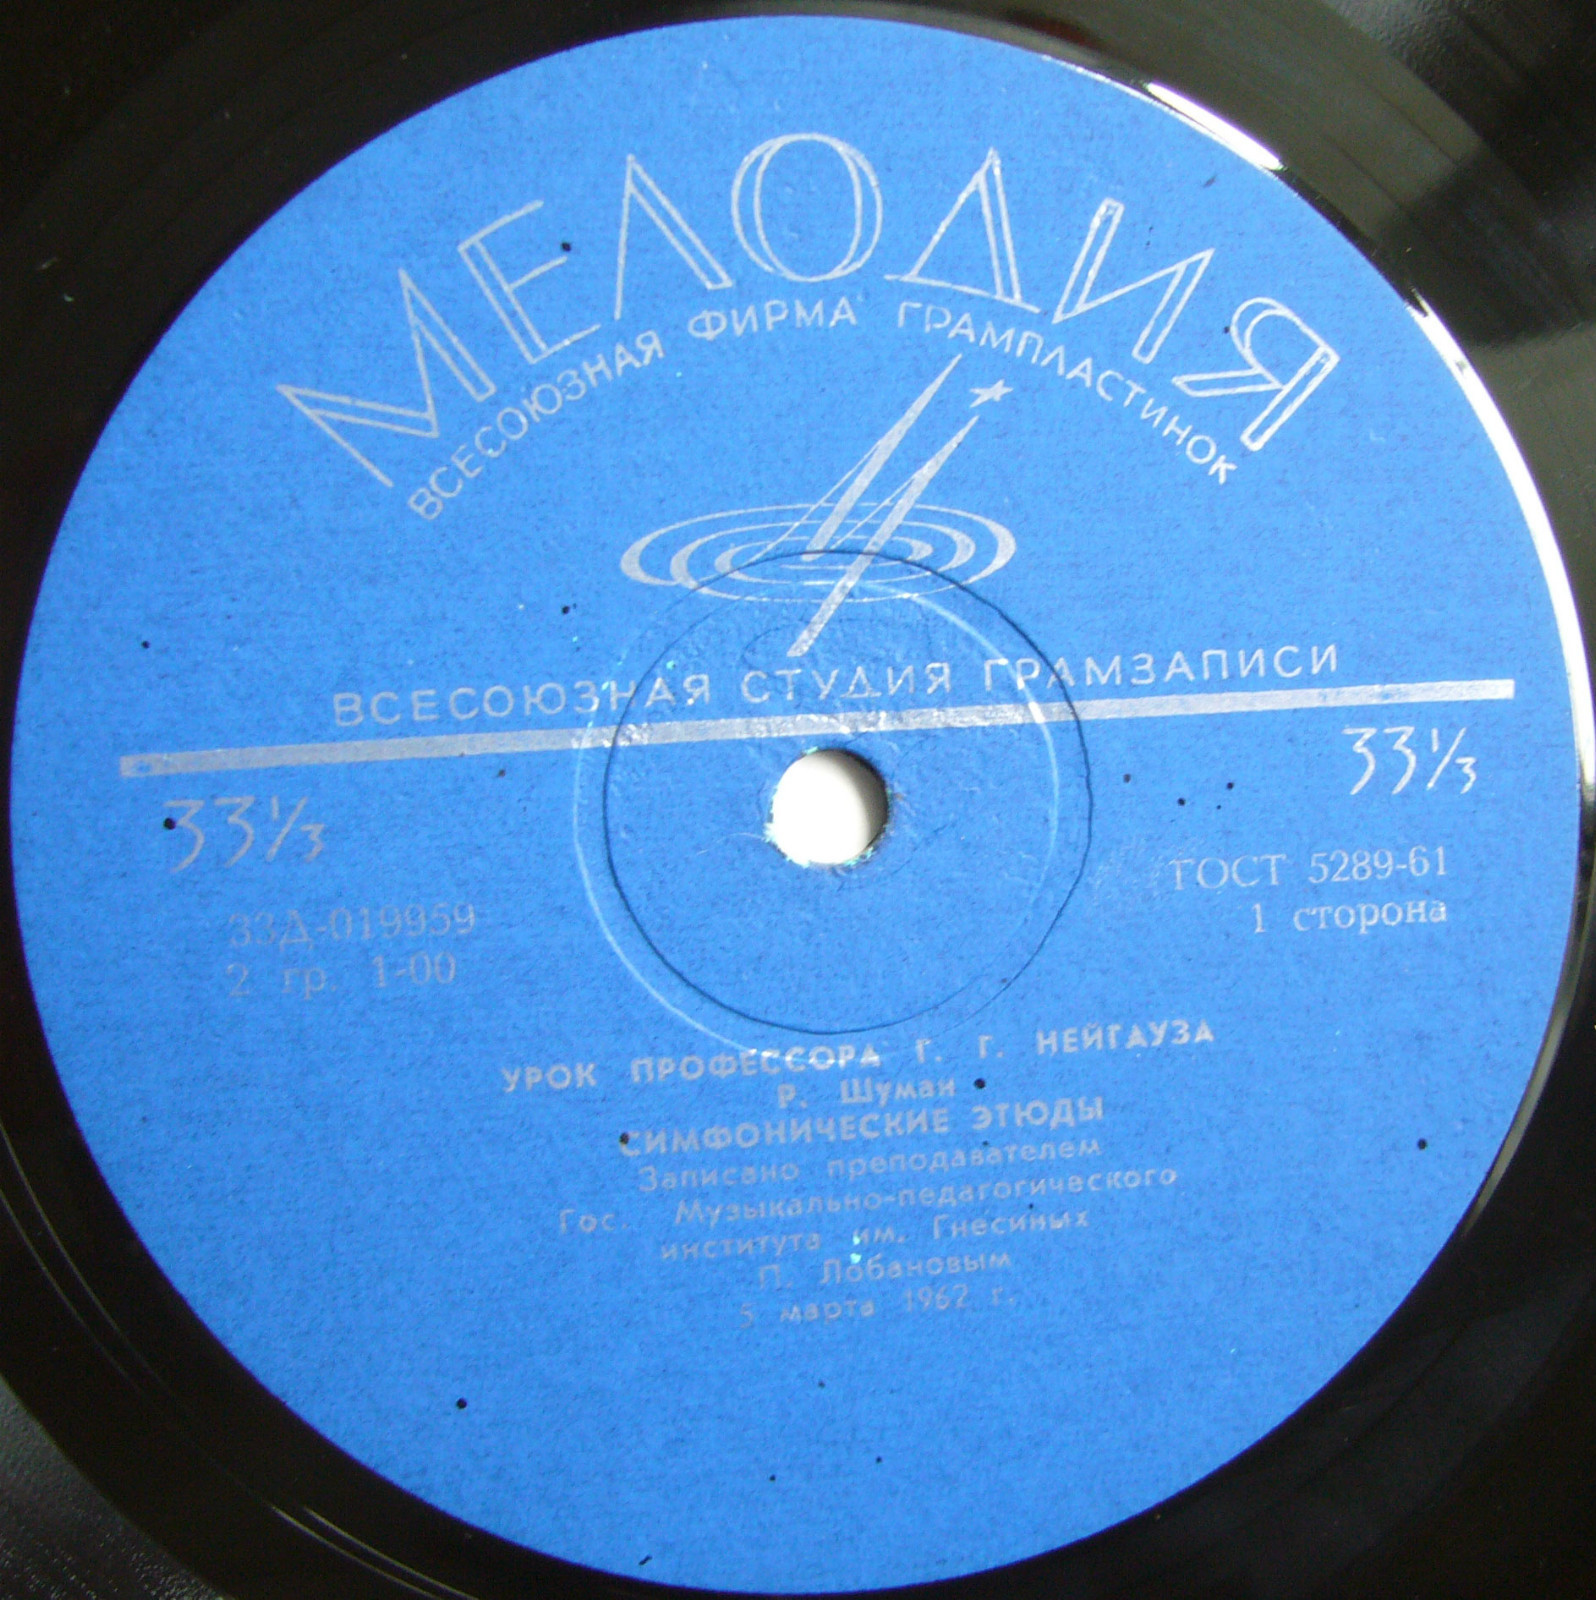 МЕЛОДИЯ
ВСЕСОЮЗНАЯ ФИРМА ГРАМПЛАСТИНОК
ВСЕСОЮЗНАЯ СТУДИЯ ГРАМЗАПИСИ
33⅓
33⅓
33Д-019959
2 гр. 1-00
ГОСТ 5289-61
1 сторона
УРОК ПРОФЕССОРА Г. Г. НЕЙГАУЗА
Р. Шуман
СИМФОНИЧЕСКИЕ ЭТЮДЫ
Записано преподавателем
Гос. Музыкально-педагогического
института им. Гнесиных
П. Лобановым
5 марта 1962 г.